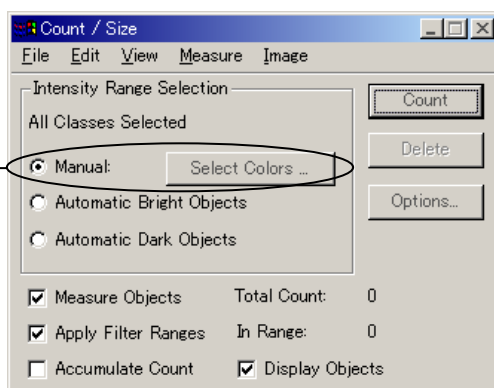 Count / Size
File Edit View Measure Image
Intensity Range Selection
All Classes Selected
Manual: Select Colors ...
Automatic Bright Objects
Automatic Dark Objects
Count
Delete
Options...
Measure Objects Total Count: 0
Apply Filter Ranges In Range: 0
Accumulate Count Display Objects